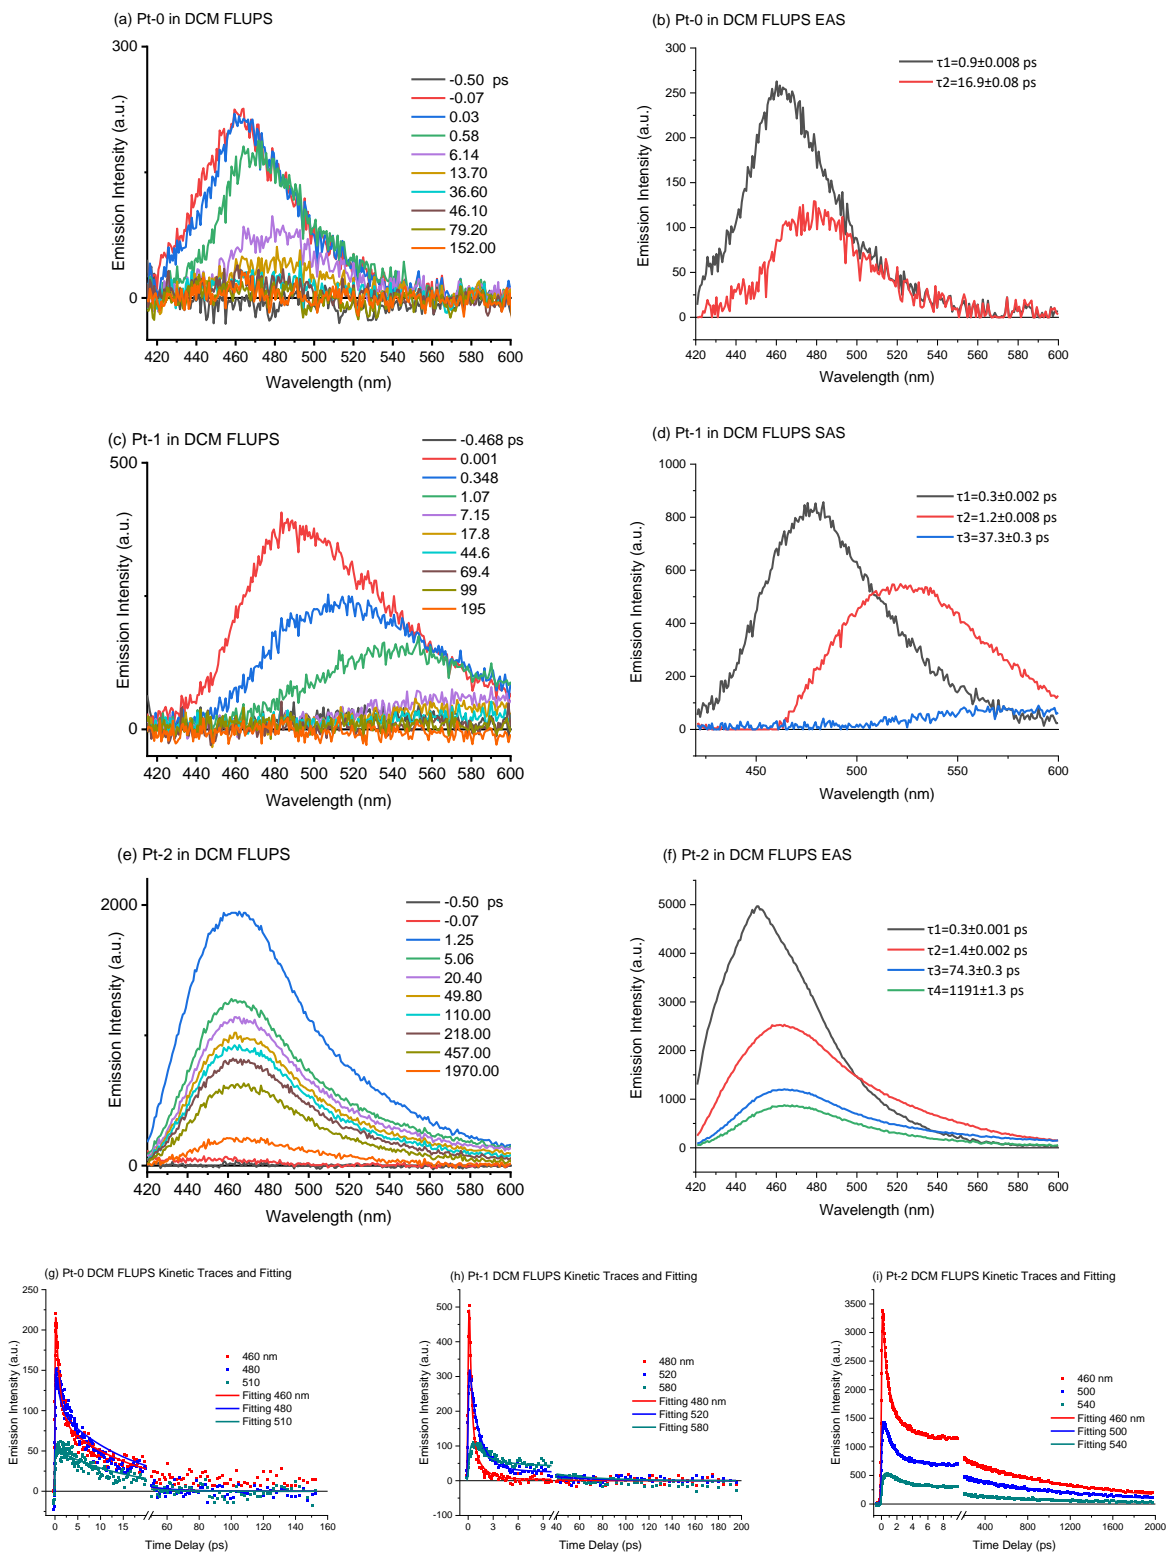 (a) Pt-0 in DCM FLUPS
300
0
Emission Intensity (a.u.)
420 440 460 480 500 520 540 560 580 600
Wavelength (nm)
-0.50 ps
-0.07
0.03
0.58
6.14
13.70
36.60
46.10
79.20
152.00
(b) Pt-0 in DCM FLUPS EAS
300
250
200
150
100
50
0
Emission Intensity (a.u.)
420 440 460 480 500 520 540 560 580 600
Wavelength (nm)
τ1=0.9±0.008 ps
τ2=16.9±0.08 ps
(c) Pt-1 in DCM FLUPS
500
0
Emission Intensity (a.u.)
420 440 460 480 500 520 540 560 580 600
Wavelength (nm)
-0.468 ps
0.001
0.348
1.07
7.15
17.8
44.6
69.4
99
195
(d) Pt-1 in DCM FLUPS SAS
1000
800
600
400
200
0
Emission Intensity (a.u.)
450 500 550 600
Wavelength (nm)
τ1=0.3±0.002 ps
τ2=1.2±0.008 ps
τ3=37.3±0.3 ps
(e) Pt-2 in DCM FLUPS
2000
0
Emission Intensity (a.u.)
420 440 460 480 500 520 540 560 580 600
Wavelength (nm)
-0.50 ps
-0.07
1.25
5.06
20.40
49.80
110.00
218.00
457.00
1970.00
(f) Pt-2 in DCM FLUPS EAS
5000
4000
3000
2000
1000
0
Emission Intensity (a.u.)
420 440 460 480 500 520 540 560 580 600
Wavelength (nm)
τ1=0.3±0.001 ps
τ2=1.4±0.002 ps
τ3=74.3±0.3 ps
τ4=1191±1.3 ps
(g) Pt-0 DCM FLUPS Kinetic Traces and Fitting
250
200
150
100
50
0
Emission Intensity (a.u.)
0 5 10 15 60 80 100 120 140 160
Time Delay (ps)
460 nm
480
510
Fitting 460 nm
Fitting 480
Fitting 510
(h) Pt-1 DCM FLUPS Kinetic Traces and Fitting
500
400
300
200
100
0
-100
Emission Intensity (a.u.)
0 3 6 9 40 60 80 100 120 140 160 180 200
Time Delay (ps)
480 nm
520
580
Fitting 480 nm
Fitting 520
Fitting 580
(i) Pt-2 DCM FLUPS Kinetic Traces and Fitting
3500
3000
2500
2000
1500
1000
500
0
Emission Intensity (a.u.)
0 2 4 6 8 400 800 1200 1600 2000
Time Delay (ps)
460 nm
500
540
Fitting 460 nm
Fitting 500
Fitting 540